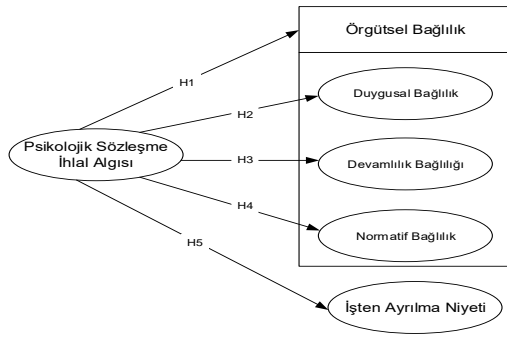 Örgütsel Bağlılık
H1
Duygusal Bağlılık
H2
Psikolojik Sözleşme
İhlal Algısı
H3
Devamlılık Bağlılığı
H4
Normatif Bağlılık
H5
İşten Ayrılma Niyeti